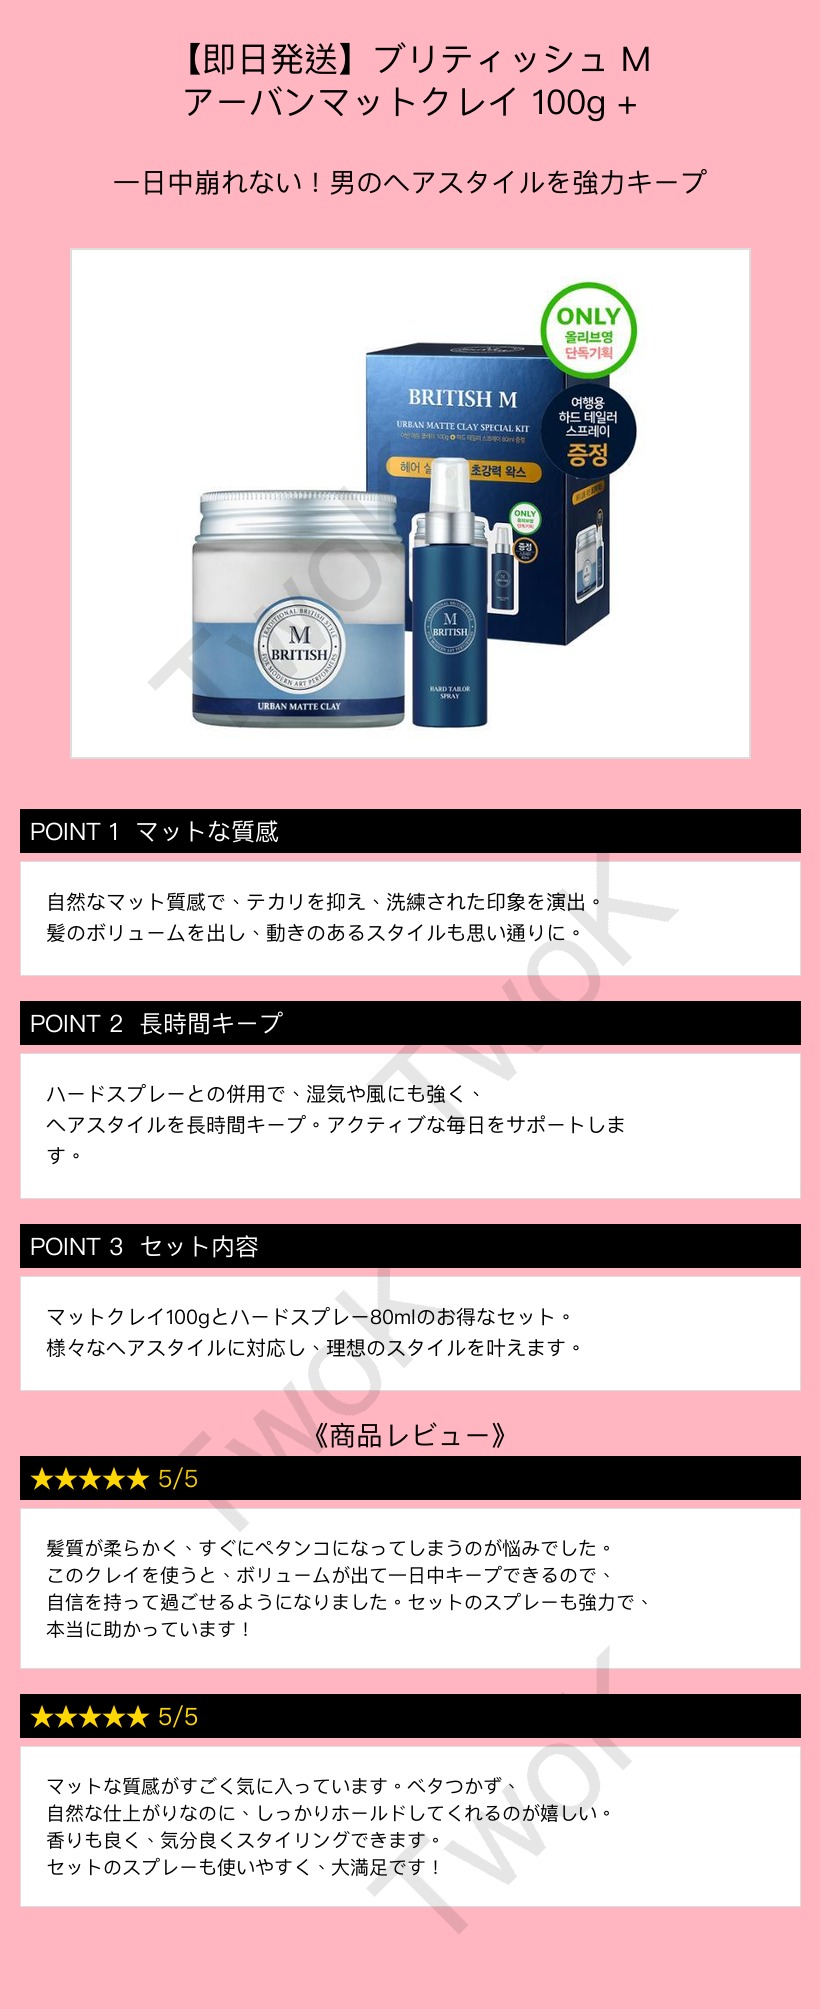 【即日発送】ブリティッシュ M
アーバンマットクレイ 100g +
一日中崩れない！男のヘアスタイルを強力キープ
ONLY
올리브영
단독기획
여행용
하드 테일러
스프레이
증정
BRITISH M
URBAN MATTE CLAY SPECIAL KIT
헤어 실
초강력 왁스
ONLY
증정
TRADITIONAL BRITISH STYLE
M
BRITISH
FOR MODERN ART PERFORMERS
URBAN MATTE CLAY
M
BRITISH
HARD TAILOR
SPRAY
TwoK
POINT 1 マットな質感
自然なマット質感で、テカリを抑え、洗練された印象を演出。
髪のボリュームを出し、動きのあるスタイルも思い通りに。
TwoK
POINT 2 長時間キープ
ハードスプレーとの併用で、湿気や風にも強く、
ヘアスタイルを長時間キープ。アクティブな毎日をサポートしま
す。
POINT 3 セット内容
マットクレイ100gとハードスプレー80mlのお得なセット。
様々なヘアスタイルに対応し、理想のスタイルを叶えます。
TwoK
《商品レビュー》
★★★★★ 5/5
髪質が柔らかく、すぐにペタンコになってしまうのが悩みでした。
このクレイを使うと、ボリュームが出て一日中キープできるので、
自信を持って過ごせるようになりました。セットのスプレーも強力で、
本当に助かっています！
★★★★★ 5/5
マットな質感がすごく気に入っています。ベタつかず、
自然な仕上がりなのに、しっかりホールドしてくれるのが嬉しい。
香りも良く、気分良くスタイリングできます。
セットのスプレーも使いやすく、大満足です！
TwoK